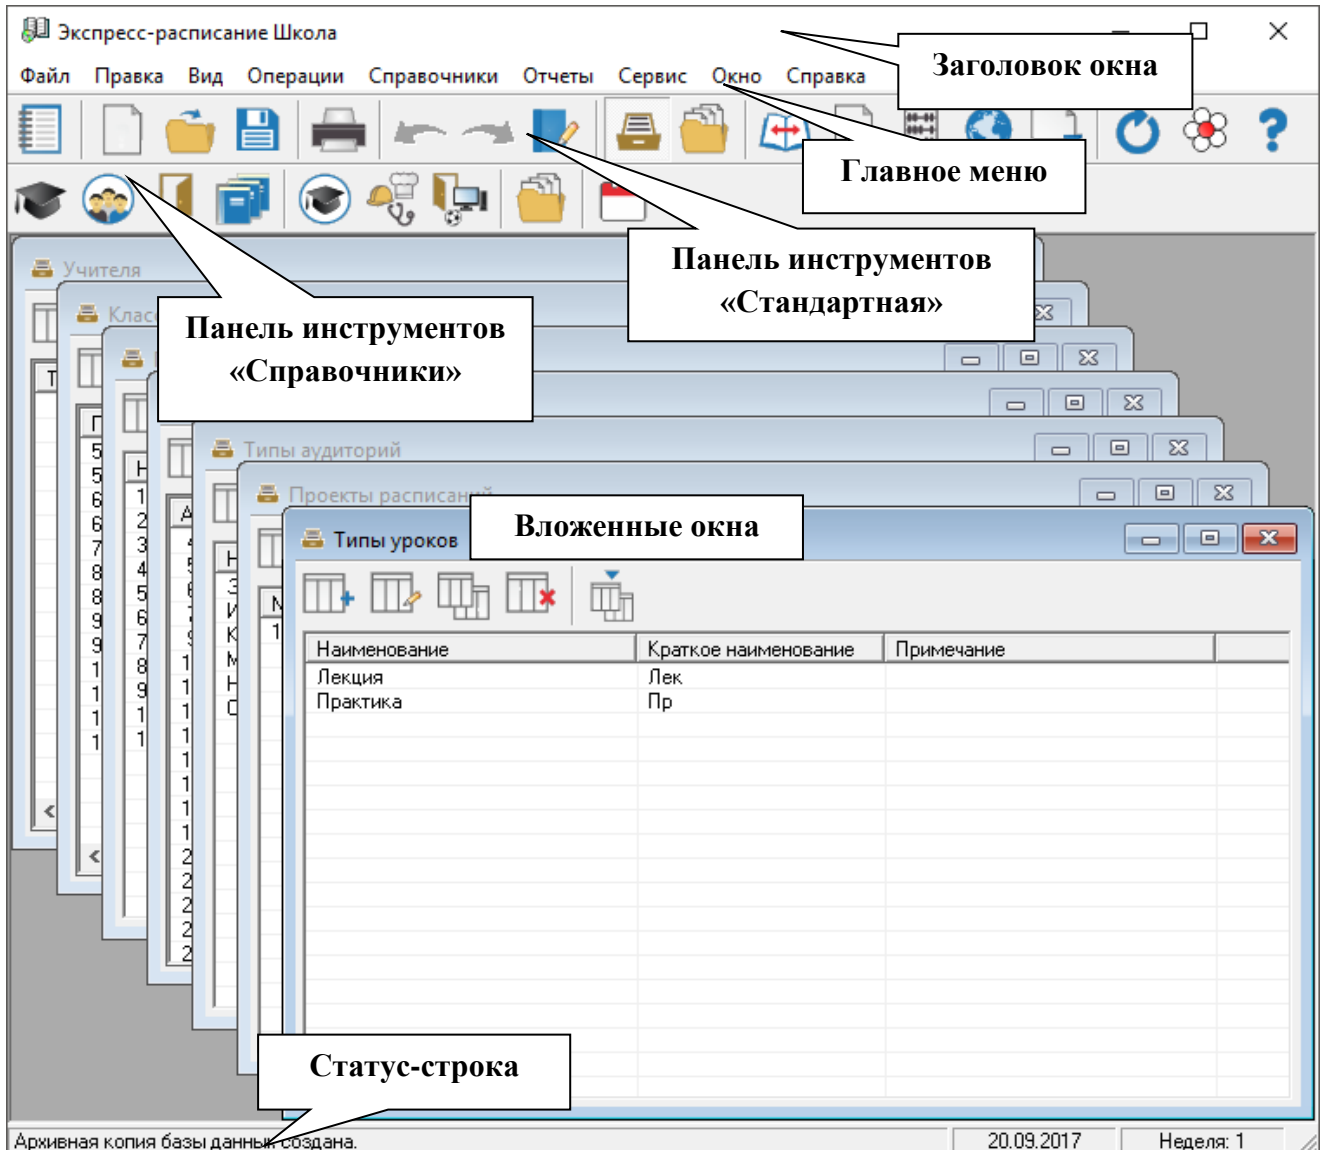 Экспресс-расписание Школа
Заголовок окна
Файл Правка Вид Операции Справочники Отчеты Сервис Окно Справка
Главное меню
Панель инструментов
«Стандартная»
Учителя
Панель инструментов
«Справочники»
Типы аудиторий
Проекты расписаний
Вложенные окна
Типы уроков
Наименование Краткое наименование Примечание
Лекция Лек
Практика Пр
Статус-строка
Архивная копия базы данных создана. 20.09.2017 Неделя: 1